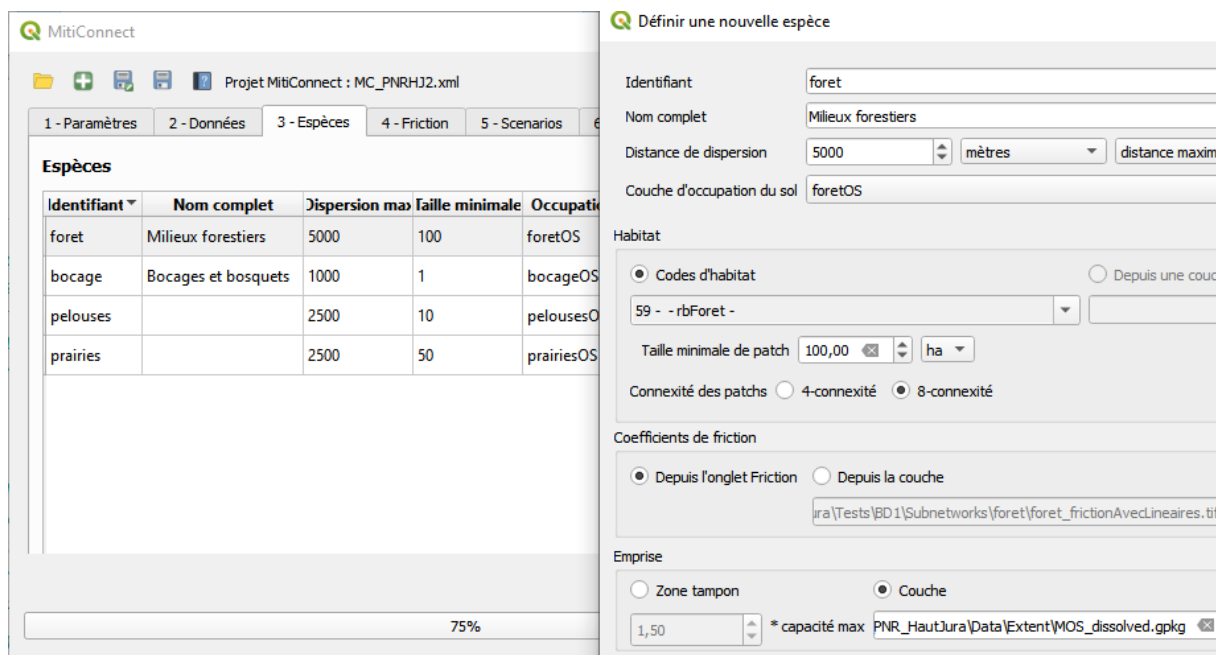 MitiConnect
Projet MitiConnect : MC_PNRHJ2.xml
1 - Paramètres 2 - Données 3 - Espèces 4 - Friction 5 - Scenarios 6
Espèces
Identifiant Nom complet Dispersion max Taille minimale Occupati
foret Milieux forestiers 5000 100 foretOS
bocage Bocages et bosquets 1000 1 bocageOS
pelouses 2500 10 pelousesO
prairies 2500 50 prairiesOS
75%
Définir une nouvelle espèce
Identifiant foret
Nom complet Milieux forestiers
Distance de dispersion 5000 mètres distance maxim
Couche d'occupation du sol foretOS
Habitat
Codes d'habitat Depuis une couc
59 - - rbForet -
Taille minimale de patch 100,00 ha
Connexité des patchs 4-connexité 8-connexité
Coefficients de friction
Depuis l'onglet Friction Depuis la couche
ura\Tests\BD1\Subnetworks\foret\foret_frictionAvecLineaires.tif
Emprise
Zone tampon Couche
1,50 * capacité max PNR_HautJura\Data\Extent\MOS_dissolved.gpkg